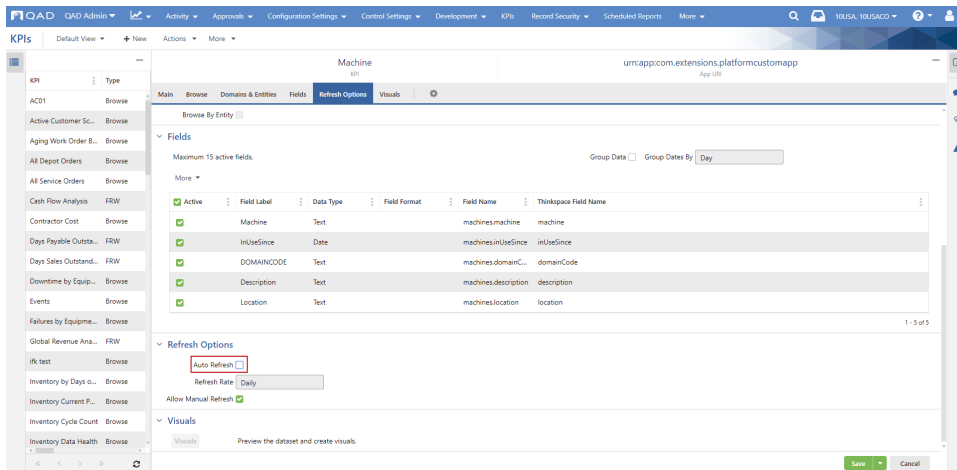 QAD QAD Admin Activity Approvals Configuration Settings Control Settings Development KPIs Record Security Scheduled Reports More 10USA, 10USACO
KPIs Default View + New Actions More
Machine urn:app:com.extensions.platformcustomapp
KPI App URI
KPI Type
Main Browse Domains & Entities Fields Refresh Options Visuals
AC01 Browse
Browse By Entity
Active Customer Sc... Browse
Fields
Aging Work Order B... Browse
Maximum 15 active fields. Group Data Group Dates By Day
All Depot Orders Browse
More
All Service Orders Browse
Cash Flow Analysis FRW
Active Field Label Data Type Field Format Field Name Thinkspace Field Name
Contractor Cost Browse
Machine Text machines.machine machine
Days Payable Outsta... FRW
InUseSince Date machines.inUseSince inUseSince
Days Sales Outstand... FRW
DOMAINCODE Text machines.domainC... domainCode
Downtime by Equip... Browse
Description Text machines.description description
Events Browse
Location Text machines.location location
Failures by Equipme... Browse
1 - 5 of 5
Global Revenue Ana... FRW
Refresh Options
ifk test Browse
Auto Refresh
Inventory by Days o... Browse
Refresh Rate Daily
Inventory Current P... Browse
Allow Manual Refresh
Inventory Cycle Count Browse
Visuals
Inventory Data Health Browse
Visuals Preview the dataset and create visuals.
Save Cancel